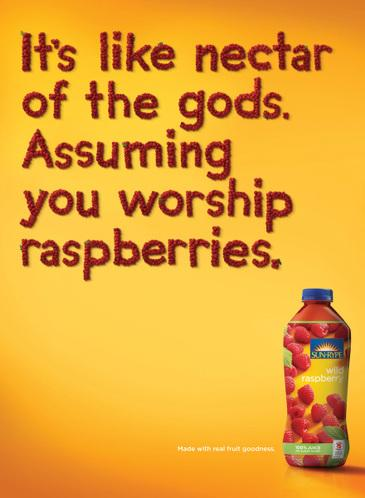 It's like nectar
of the gods.
Assuming
you worship
raspberries.
SUN-RYPE
wild
raspberry
100% JUICE
Made with real fruit goodness.